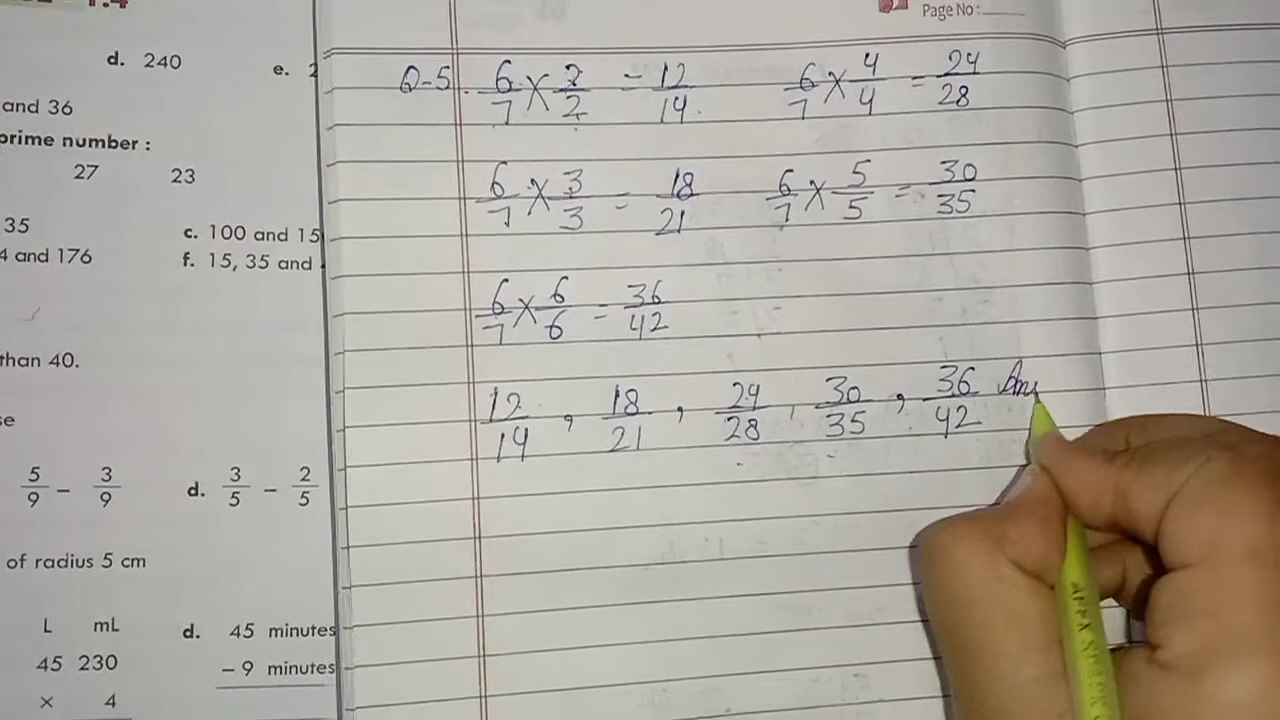 1.4
Page No :
d. 240
e.
and 36
prime number :
27 23
35
c. 100 and 15
4 and 176
f. 15, 35 and
than 40.
5/9 - 3/9
d. 3/5 - 2/5
of radius 5 cm
L mL
45 230
× 4
d. 45 minutes
- 9 minutes
Q-5. 6/7 × 2/2 = 12/14 6/7 × 4/4 = 24/28
6/7 × 3/3 = 18/21 6/7 × 5/5 = 30/35
6/7 × 6/6 = 36/42
12/14 , 18/21 , 24/28 , 30/35 , 36/42 Ans